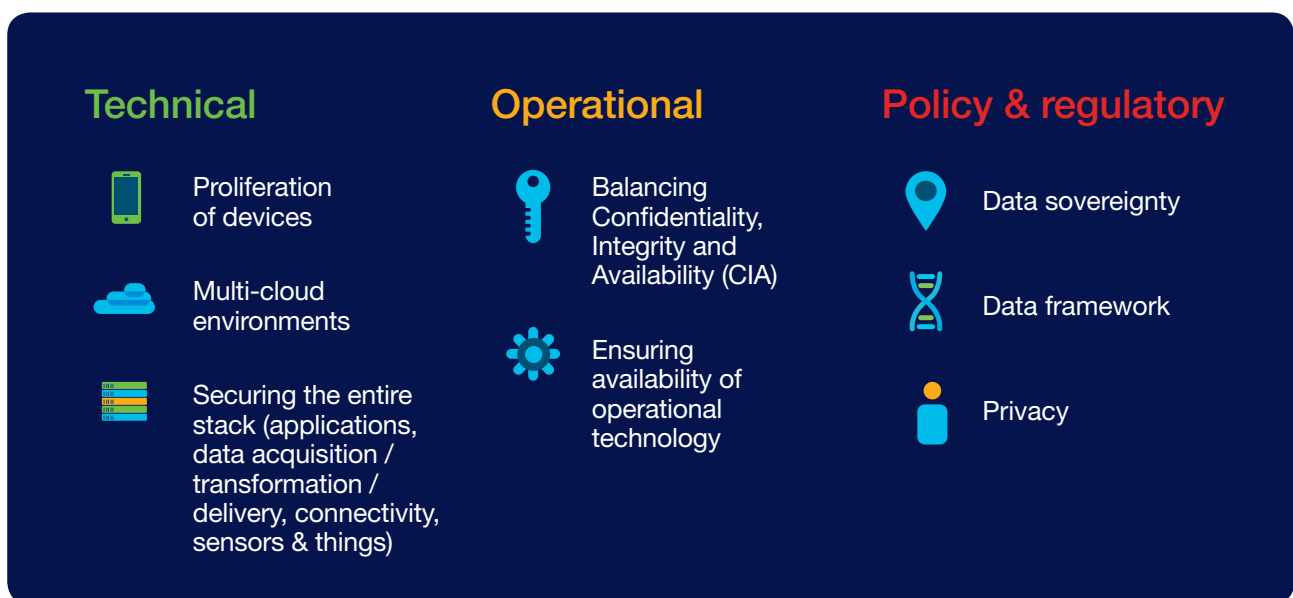 Technical
Proliferation
of devices
Multi-cloud
environments
Securing the entire
stack (applications,
data acquisition /
transformation /
delivery, connectivity,
sensors & things)
Operational
Balancing
Confidentiality,
Integrity and
Availability (CIA)
Ensuring
availability of
operational
technology
Policy & regulatory
Data sovereignty
Data framework
Privacy